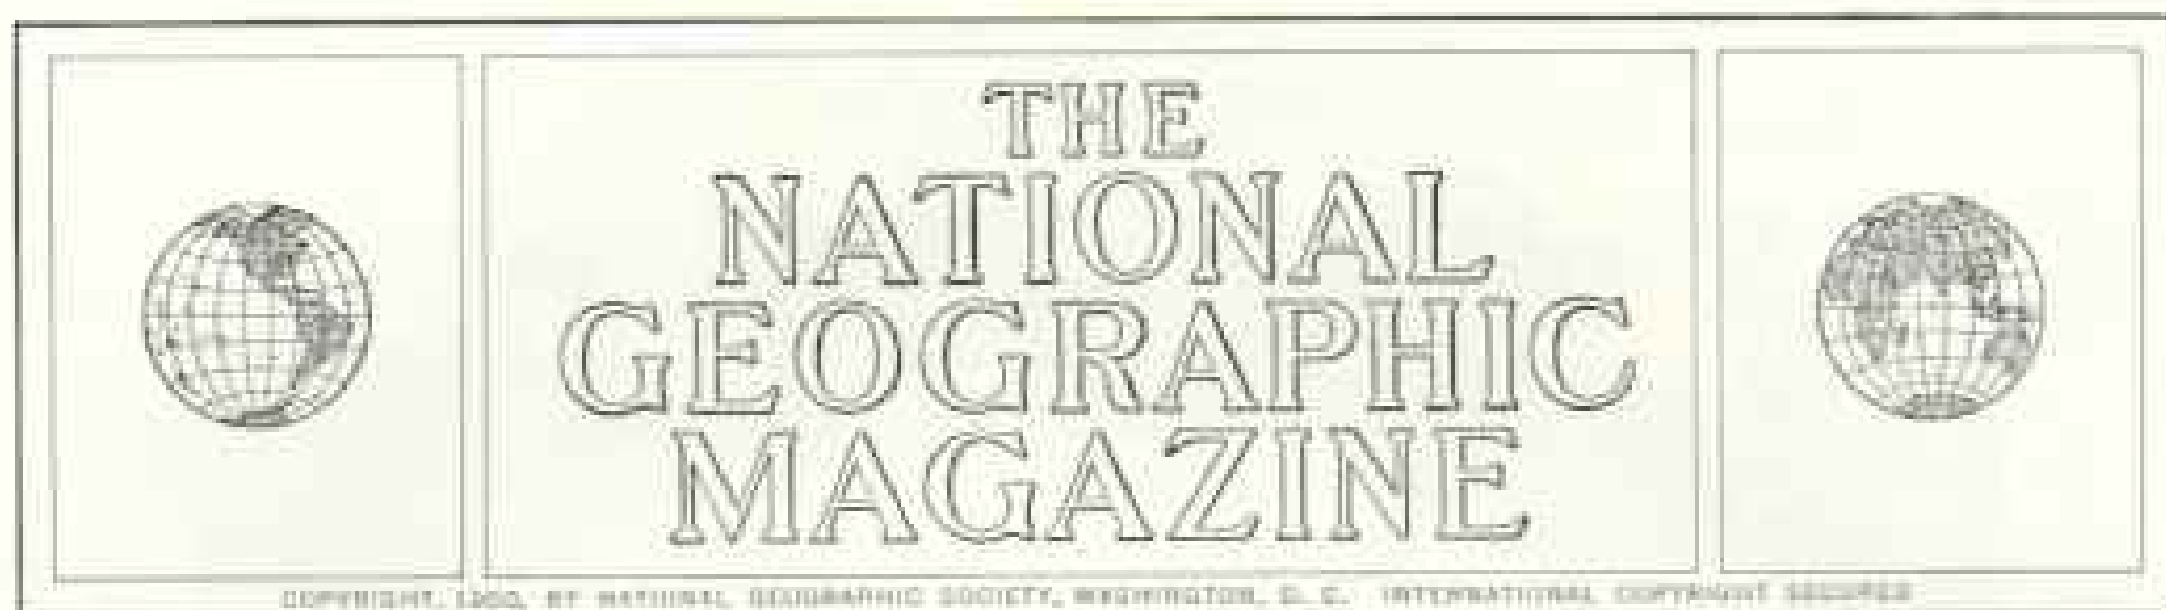 THE
NATIONAL
GEOGRAPHIC
MAGAZINE
COPYRIGHT, BY NATIONAL GEOGRAPHIC SOCIETY, WASHINGTON, D. C. INTERNATIONAL COPYRIGHT SECURED